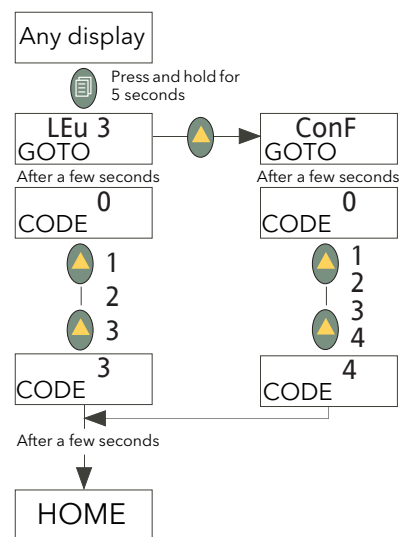 Any display
Press and hold for
5 seconds
LEu 3
GOTO
ConF
GOTO
After a few seconds
After a few seconds
0
CODE
0
CODE
1
2
3
1
2
3
4
3
CODE
4
CODE
After a few seconds
HOME